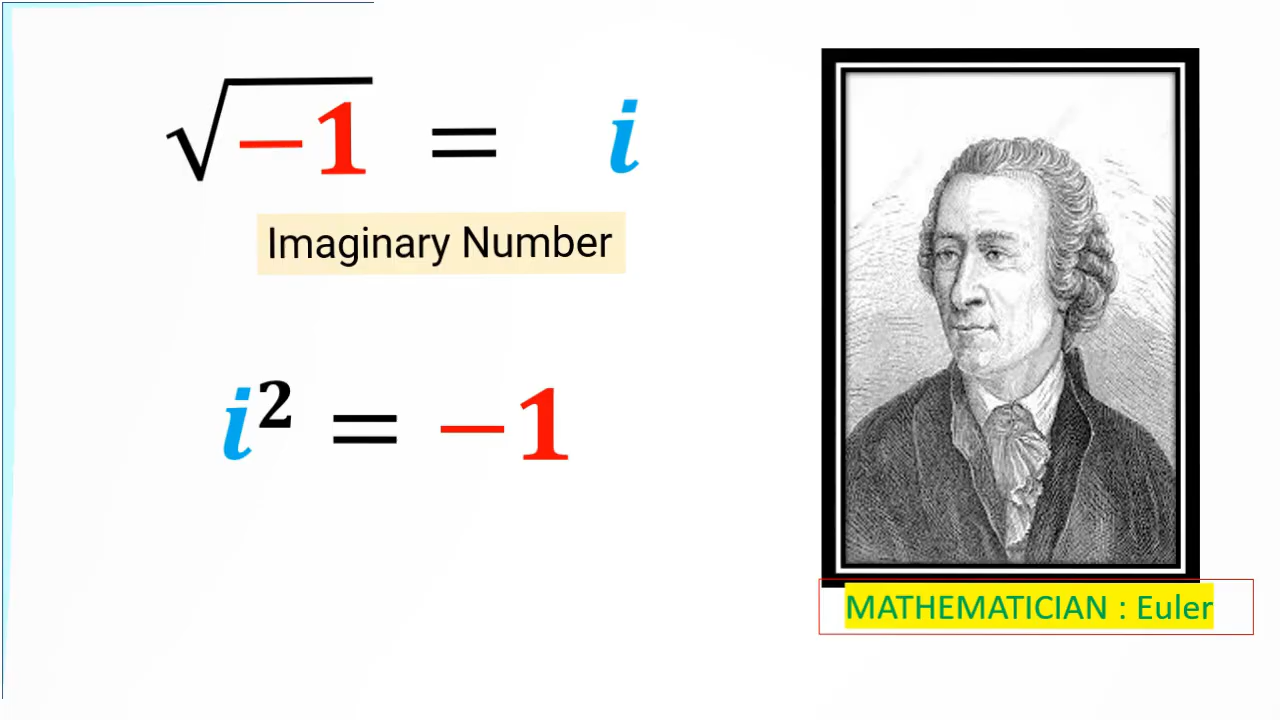 √−1 = i
Imaginary Number
i² = −1
MATHEMATICIAN : Euler